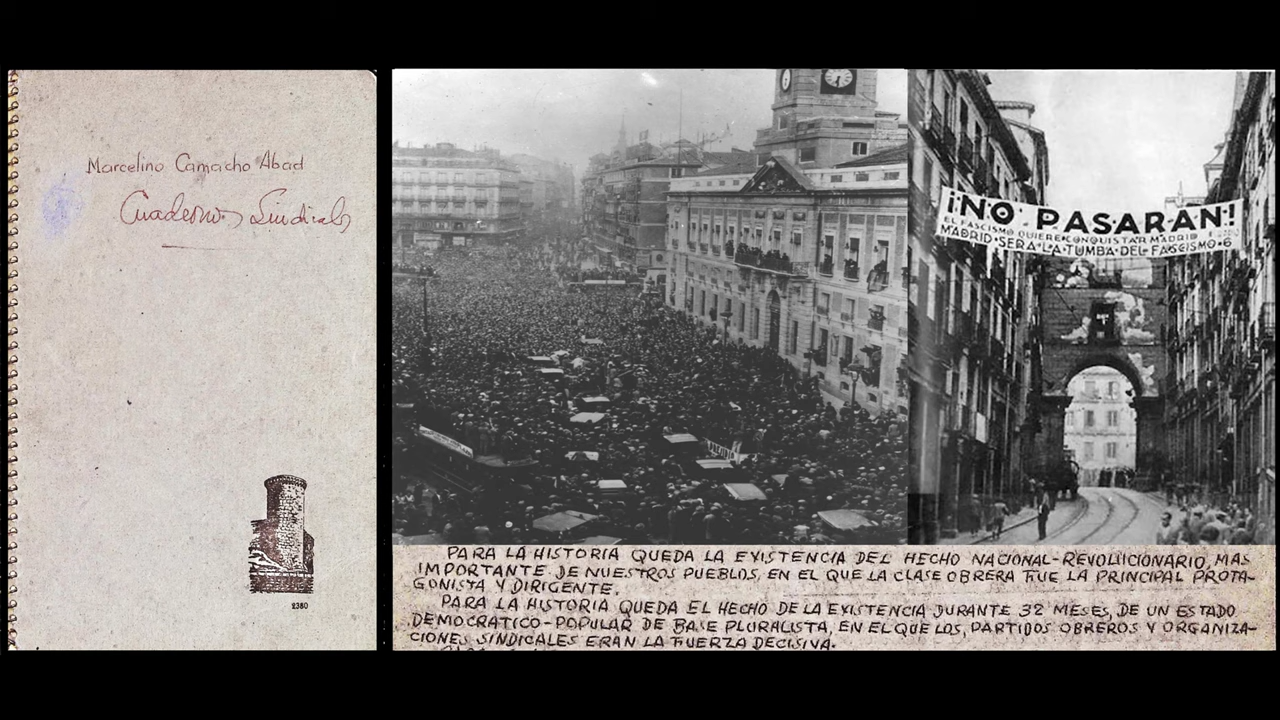 Marcelino Camacho Abad
Cuadernos Sindicales
2380
¡NO PASARAN!
EL FASCISMO QUIERE CONQUISTAR MADRID
MADRID·SERA·LA·TUMBA·DEL·FASCISMO·6
PARA LA HISTORIA QUEDA LA EXISTENCIA DEL HECHO NACIONAL-REVOLUCIONARIO, MAS
IMPORTANTE DE NUESTROS PUEBLOS, EN EL QUE LA CLASE OBRERA FUE LA PRINCIPAL PROTA-
GONISTA Y DIRIGENTE.
PARA LA HISTORIA QUEDA EL HECHO DE LA EXISTENCIA DURANTE 32 MESES, DE UN ESTADO
DEMOCRATICO-POPULAR DE BASE PLURALISTA, EN EL QUE LOS, PARTIDOS OBREROS Y ORGANIZA-
CIONES SINDICALES ERAN LA FUERZA DECISIVA.